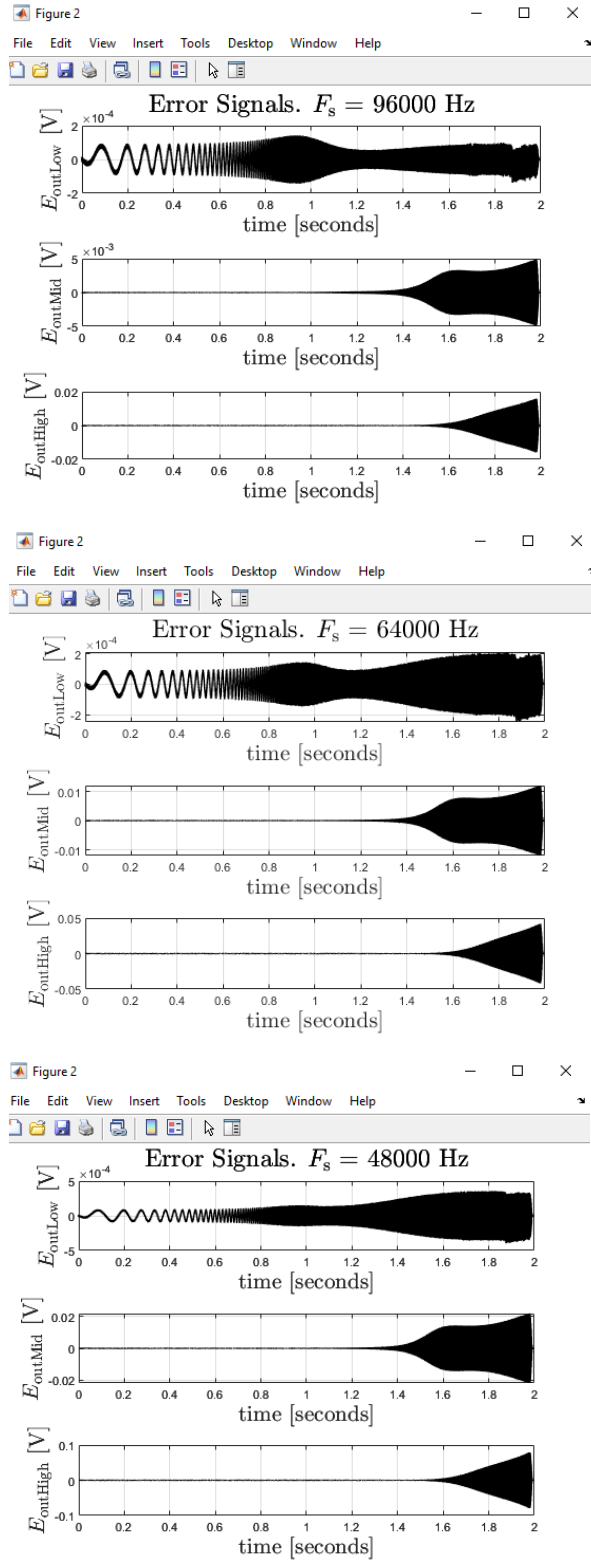 Figure 2
File Edit View Insert Tools Desktop Window Help
Error Signals. Fs = 96000 Hz
×10-4
EoutLow [V]
2
0
-2
0 0.2 0.4 0.6 0.8 1 1.2 1.4 1.6 1.8 2
time [seconds]
×10-3
EoutMid [V]
5
0
-5
0 0.2 0.4 0.6 0.8 1 1.2 1.4 1.6 1.8 2
time [seconds]
EoutHigh [V]
0.02
0
-0.02
0 0.2 0.4 0.6 0.8 1 1.2 1.4 1.6 1.8 2
time [seconds]
Figure 2
File Edit View Insert Tools Desktop Window Help
Error Signals. Fs = 64000 Hz
×10-4
EoutLow [V]
2
0
-2
0 0.2 0.4 0.6 0.8 1 1.2 1.4 1.6 1.8 2
time [seconds]
EoutMid [V]
0.01
0
-0.01
0 0.2 0.4 0.6 0.8 1 1.2 1.4 1.6 1.8 2
time [seconds]
EoutHigh [V]
0.05
0
-0.05
0 0.2 0.4 0.6 0.8 1 1.2 1.4 1.6 1.8 2
time [seconds]
Figure 2
File Edit View Insert Tools Desktop Window Help
Error Signals. Fs = 48000 Hz
×10-4
EoutLow [V]
5
0
-5
0 0.2 0.4 0.6 0.8 1 1.2 1.4 1.6 1.8 2
time [seconds]
EoutMid [V]
0.02
0
-0.02
0 0.2 0.4 0.6 0.8 1 1.2 1.4 1.6 1.8 2
time [seconds]
EoutHigh [V]
0.1
0
-0.1
0 0.2 0.4 0.6 0.8 1 1.2 1.4 1.6 1.8 2
time [seconds]